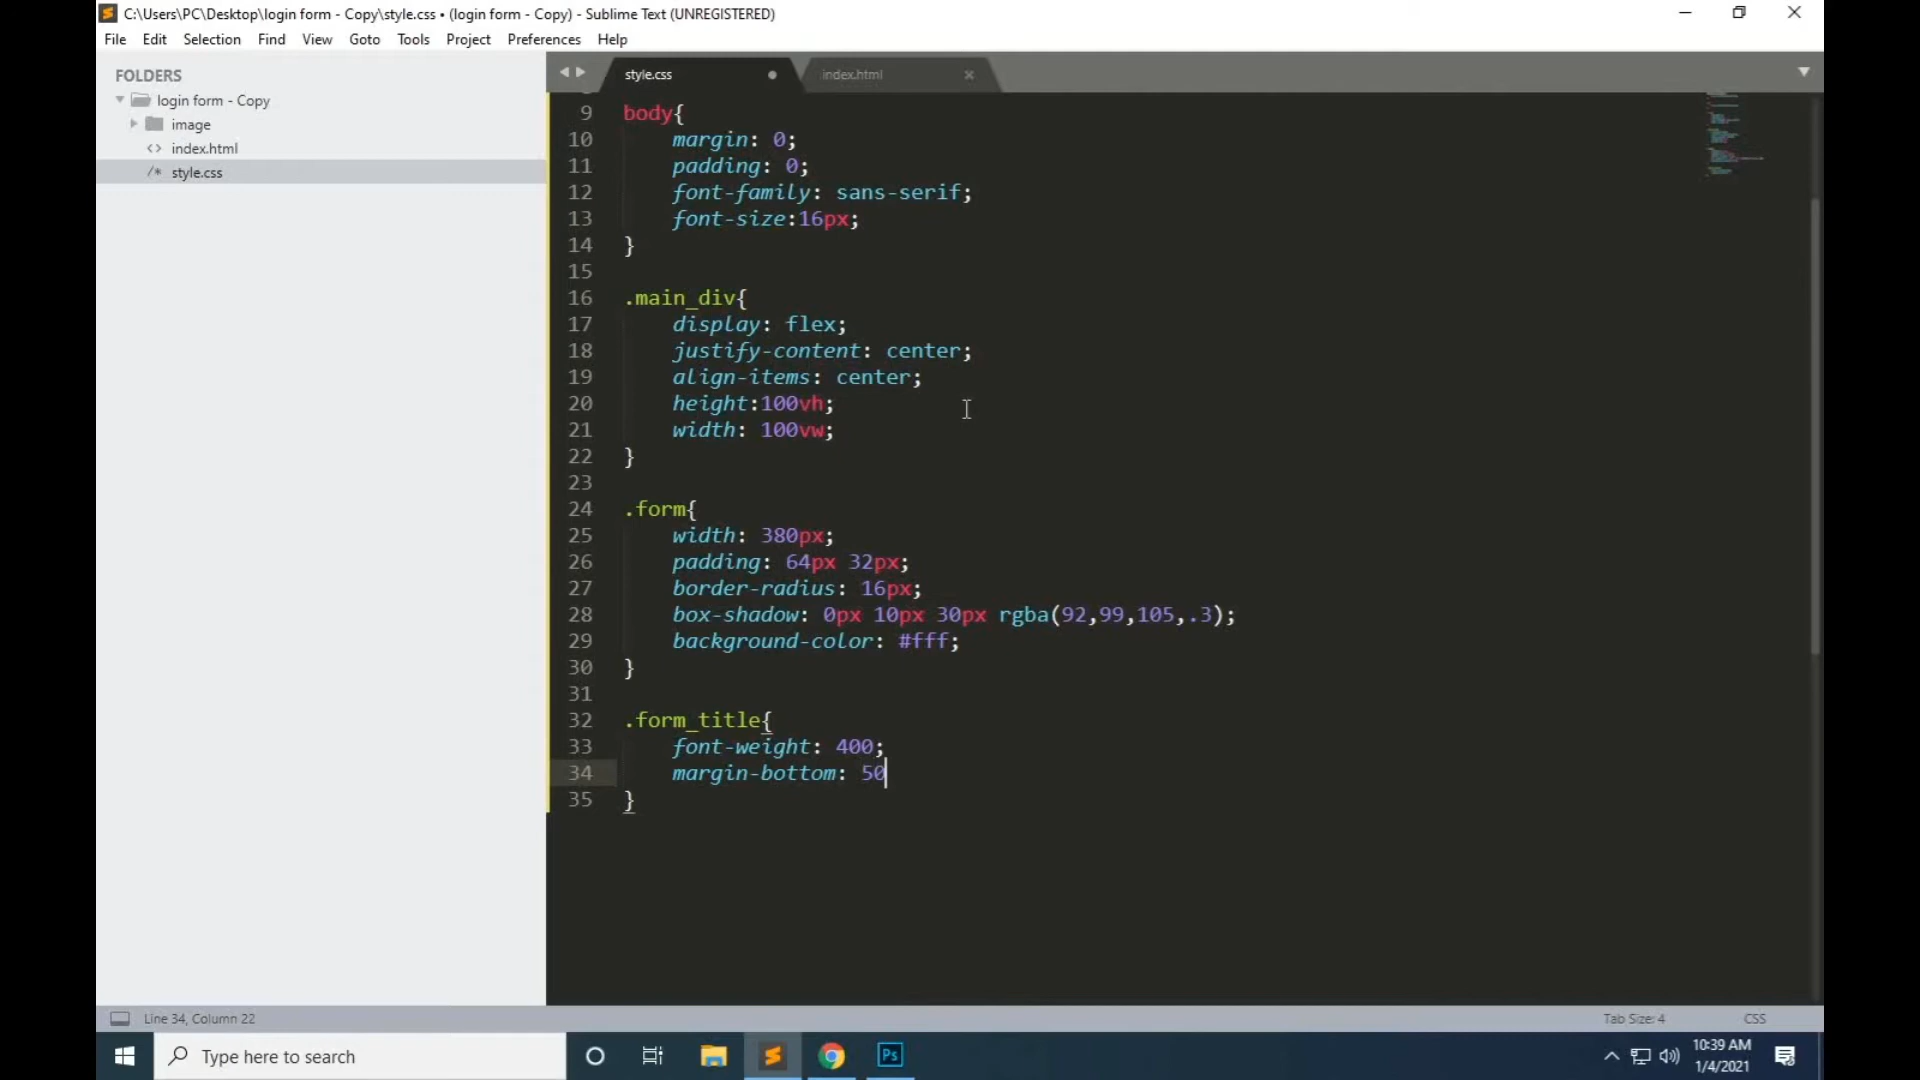 C:\Users\PC\Desktop\login form - Copy\style.css • (login form - Copy) - Sublime Text (UNREGISTERED)
File Edit Selection Find View Goto Tools Project Preferences Help
FOLDERS
login form - Copy
image
<> index.html
/* style.css
style.css
index.html
9 body{
10 margin: 0;
11 padding: 0;
12 font-family: sans-serif;
13 font-size:16px;
14 }
15
16 .main_div{
17 display: flex;
18 justify-content: center;
19 align-items: center;
20 height:100vh;
21 width: 100vw;
22 }
23
24 .form{
25 width: 380px;
26 padding: 64px 32px;
27 border-radius: 16px;
28 box-shadow: 0px 10px 30px rgba(92,99,105,.3);
29 background-color: #fff;
30 }
31
32 .form_title{
33 font-weight: 400;
34 margin-bottom: 50
35 }
Line 34, Column 22
Tab Size: 4
CSS
Type here to search
Ps
10:39 AM
1/4/2021